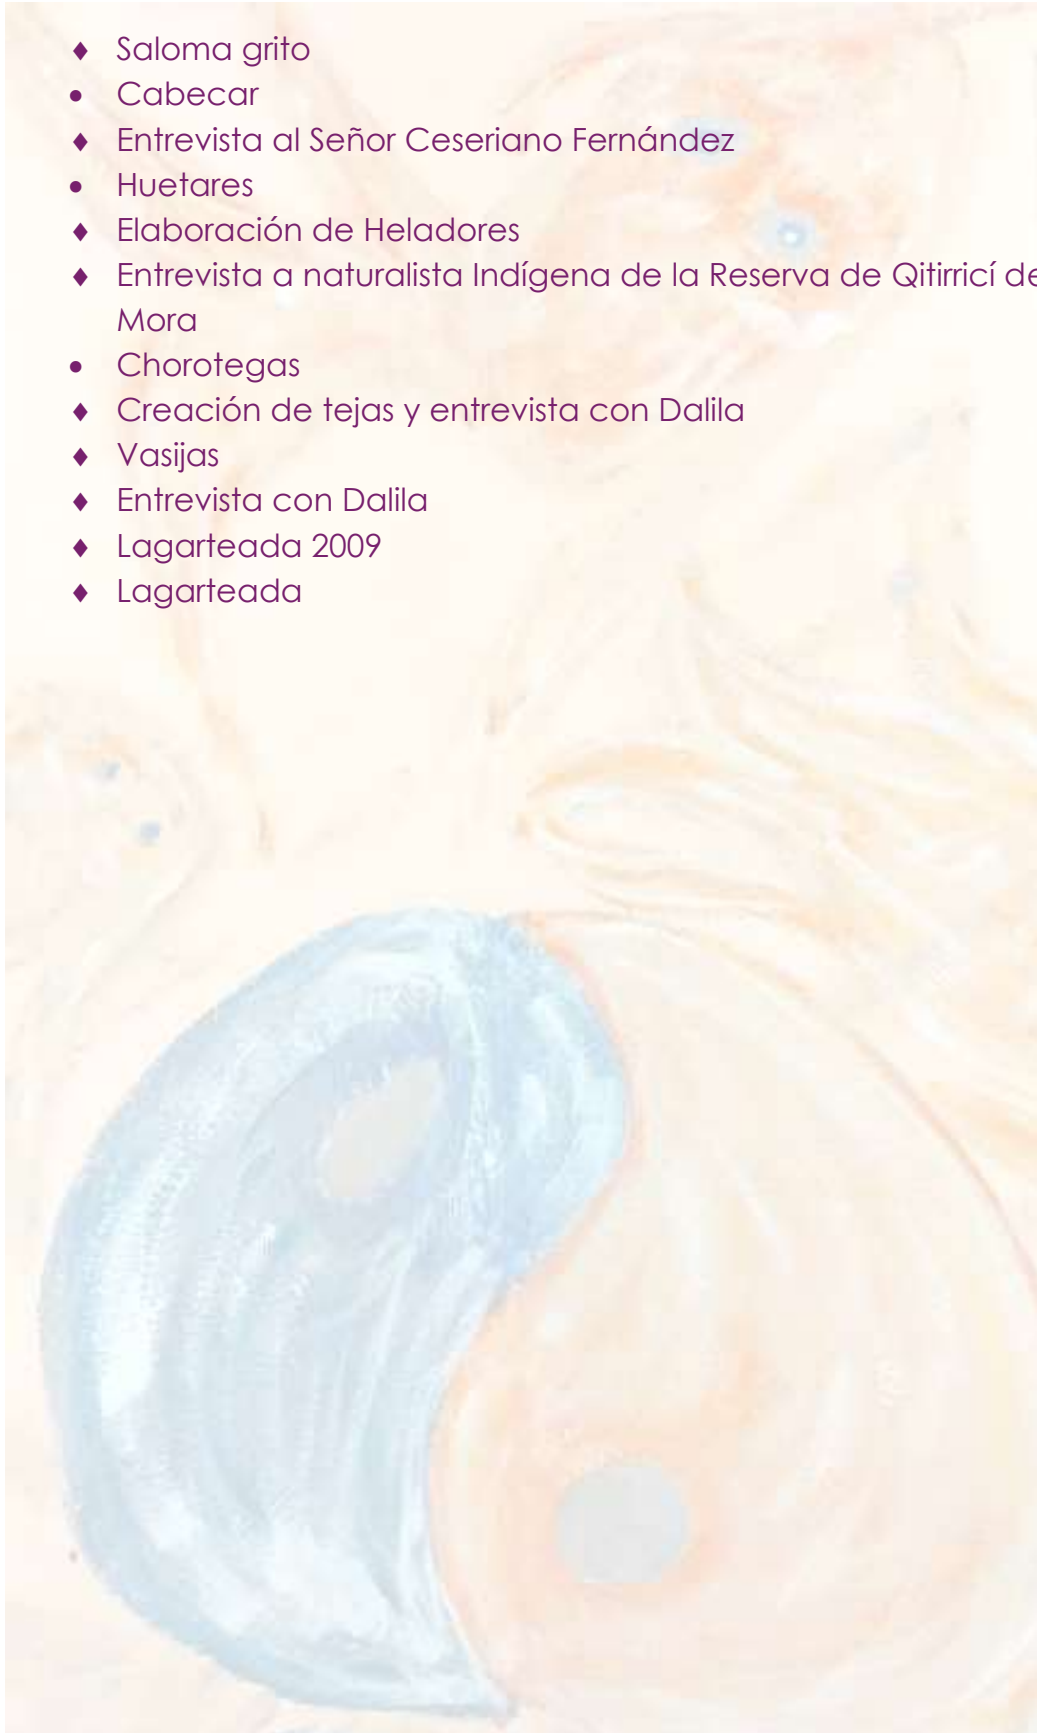 ♦ Saloma grito
• Cabecar
♦ Entrevista al Señor Ceseriano Fernández
• Huetares
♦ Elaboración de Heladores
♦ Entrevista a naturalista Indígena de la Reserva de Qitirricí de
Mora
• Chorotegas
♦ Creación de tejas y entrevista con Dalila
♦ Vasijas
♦ Entrevista con Dalila
♦ Lagarteada 2009
♦ Lagarteada